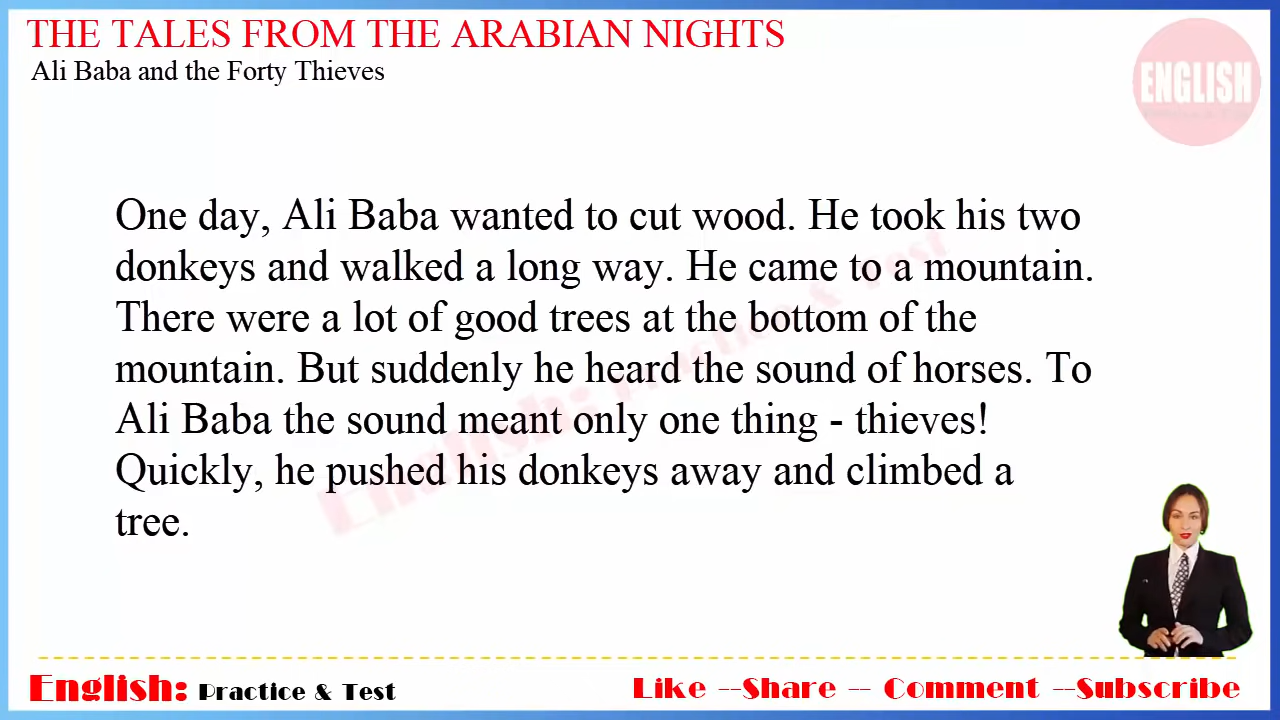 THE TALES FROM THE ARABIAN NIGHTS
Ali Baba and the Forty Thieves
ENGLISH
One day, Ali Baba wanted to cut wood. He took his two
donkeys and walked a long way. He came to a mountain.
There were a lot of good trees at the bottom of the
mountain. But suddenly he heard the sound of horses. To
Ali Baba the sound meant only one thing - thieves!
Quickly, he pushed his donkeys away and climbed a
tree.
English: Practice & Test
English: Practice & Test
Like --Share -- Comment --Subscribe